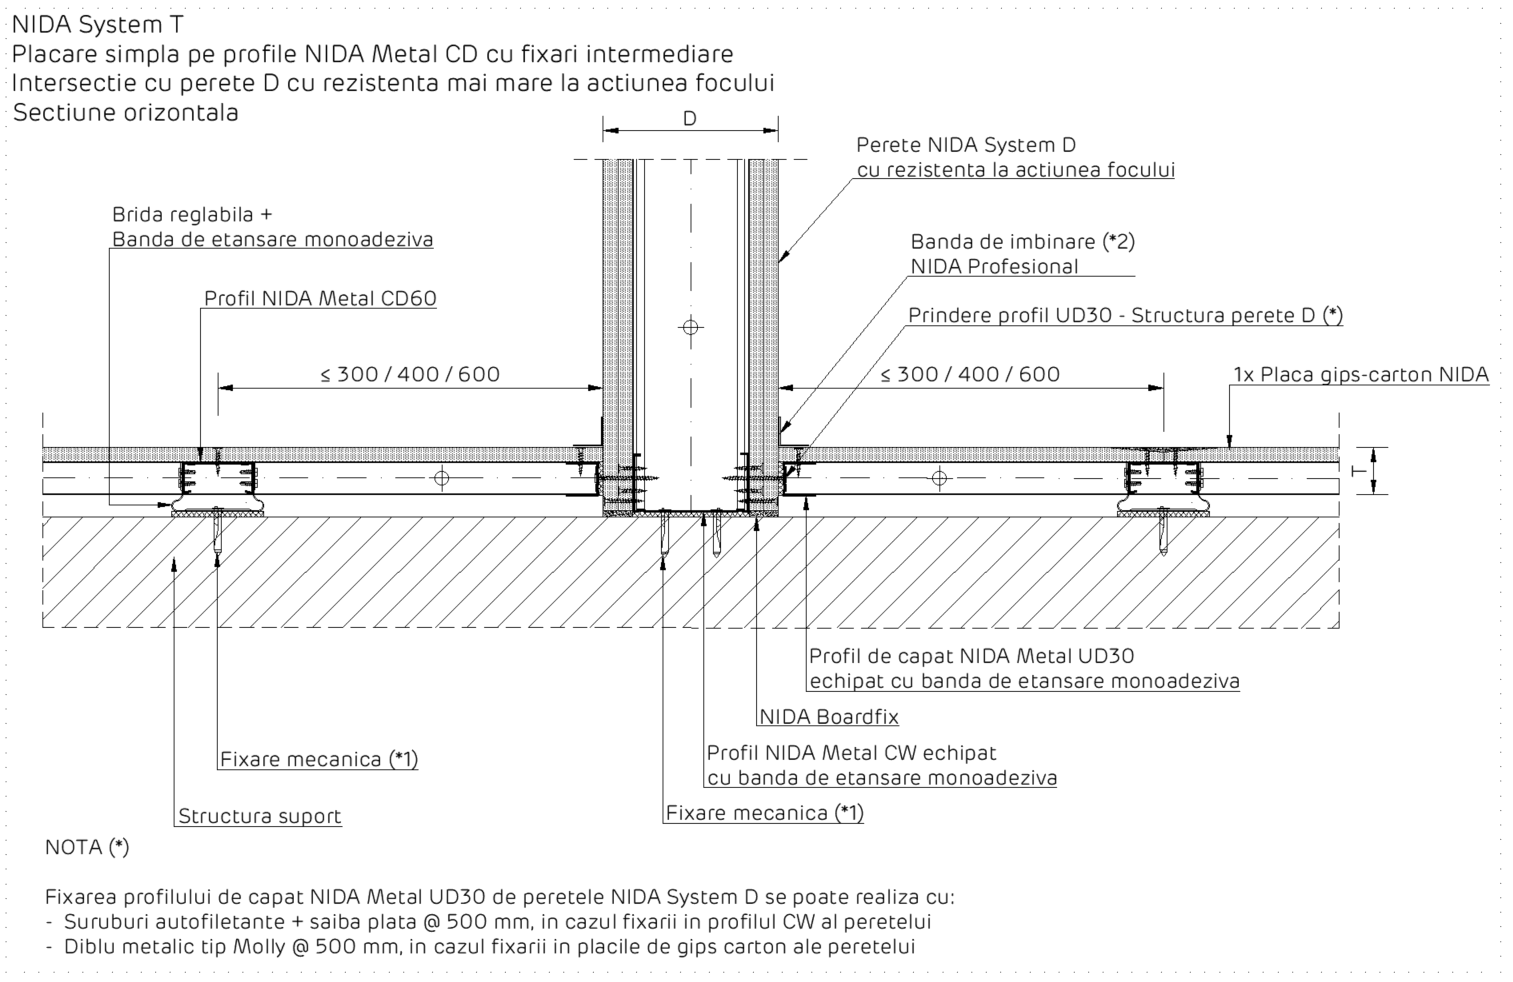 NIDA System T
Placare simpla pe profile NIDA Metal CD cu fixari intermediare
Intersectie cu perete D cu rezistenta mai mare la actiunea focului
Sectiune orizontala
D
Perete NIDA System D
cu rezistenta la actiunea focului
Brida reglabila +
Banda de etansare monoadeziva
Banda de imbinare (*2)
NIDA Profesional
Profil NIDA Metal CD60
Prindere profil UD30 - Structura perete D (*)
≤ 300 / 400 / 600
≤ 300 / 400 / 600
1x Placa gips-carton NIDA
T
Profil de capat NIDA Metal UD30
echipat cu banda de etansare monoadeziva
NIDA Boardfix
Fixare mecanica (*1)
Profil NIDA Metal CW echipat
cu banda de etansare monoadeziva
Structura suport
Fixare mecanica (*1)
NOTA (*)
Fixarea profilului de capat NIDA Metal UD30 de peretele NIDA System D se poate realiza cu:
- Suruburi autofiletante + saiba plata @ 500 mm, in cazul fixarii in profilul CW al peretelui
- Diblu metalic tip Molly @ 500 mm, in cazul fixarii in placile de gips carton ale peretelui